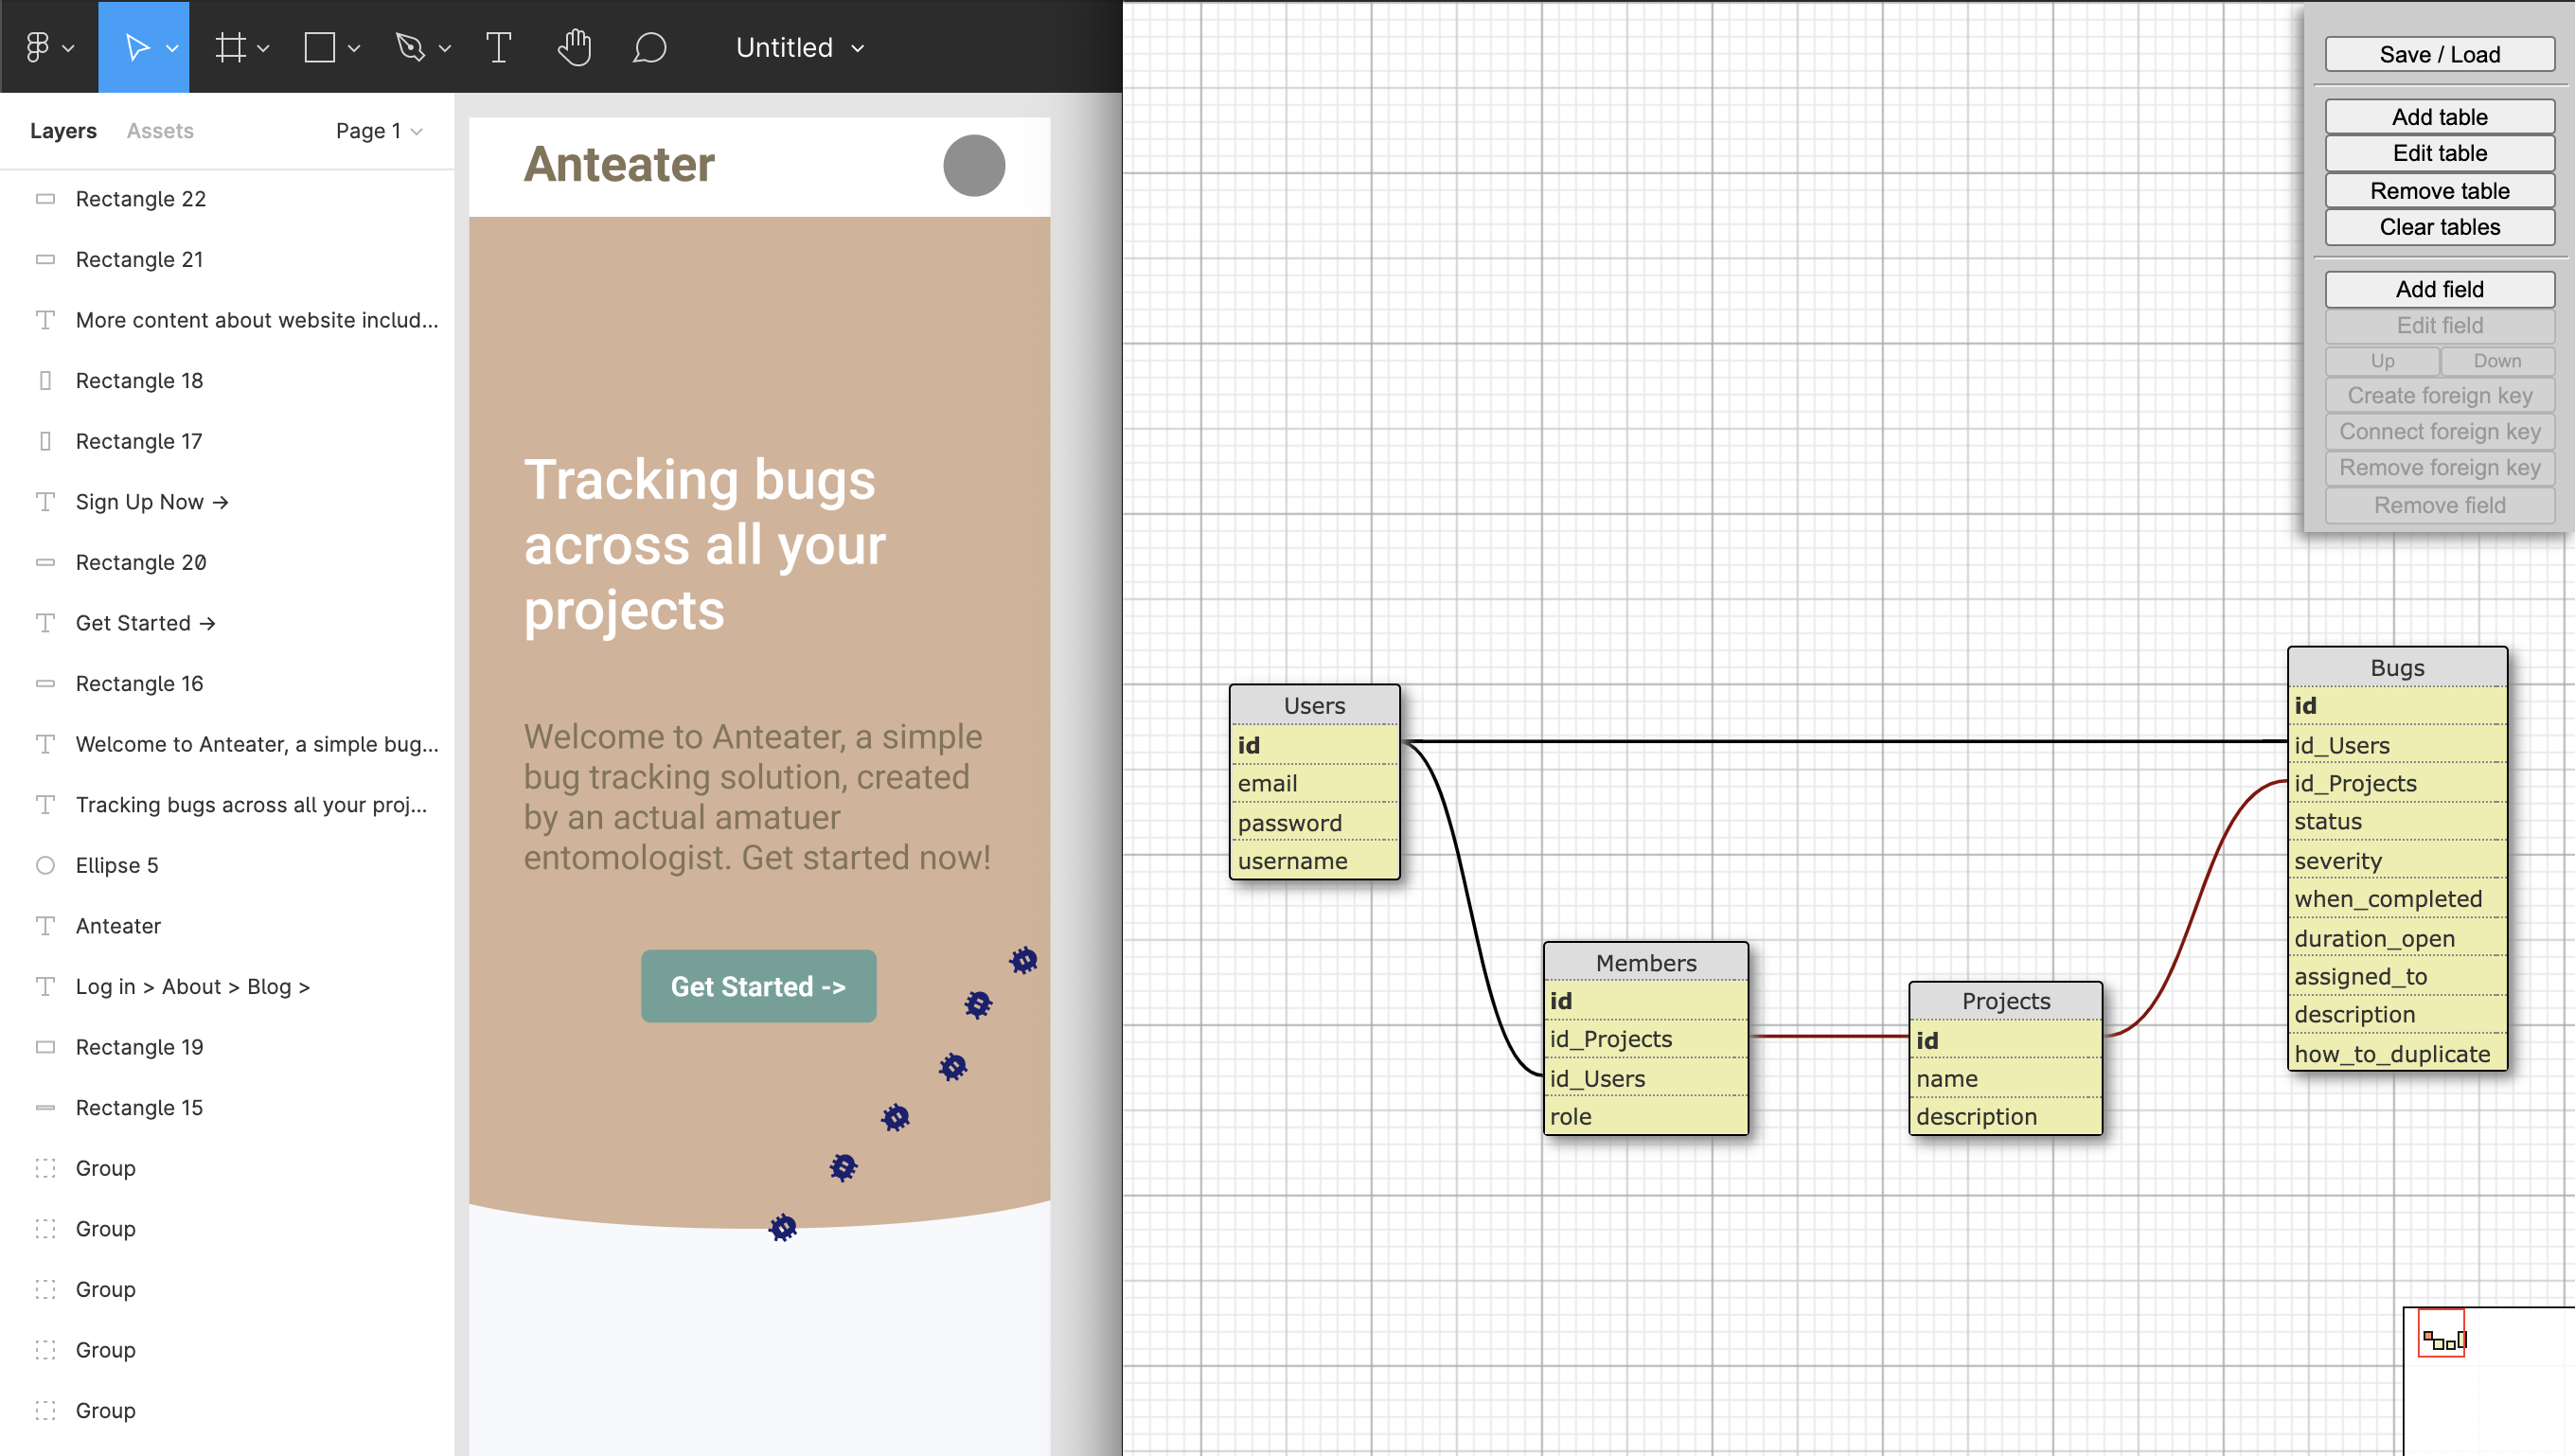 Untitled
Layers
Assets
Page 1
Rectangle 22
Rectangle 21
More content about website includ...
Rectangle 18
Rectangle 17
Sign Up Now →
Rectangle 20
Get Started →
Rectangle 16
Welcome to Anteater, a simple bug...
Tracking bugs across all your proj...
Ellipse 5
Anteater
Log in > About > Blog >
Rectangle 19
Rectangle 15
Group
Group
Group
Group
Group
Anteater
Tracking bugs
across all your
projects
Welcome to Anteater, a simple
bug tracking solution, created
by an actual amatuer
entomologist. Get started now!
Get Started ->
Users
id
email
password
username
Members
id
id_Projects
id_Users
role
Projects
id
name
description
Bugs
id
id_Users
id_Projects
status
severity
when_completed
duration_open
assigned_to
description
how_to_duplicate
Save / Load
Add table
Edit table
Remove table
Clear tables
Add field
Edit field
Up
Down
Create foreign key
Connect foreign key
Remove foreign key
Remove field